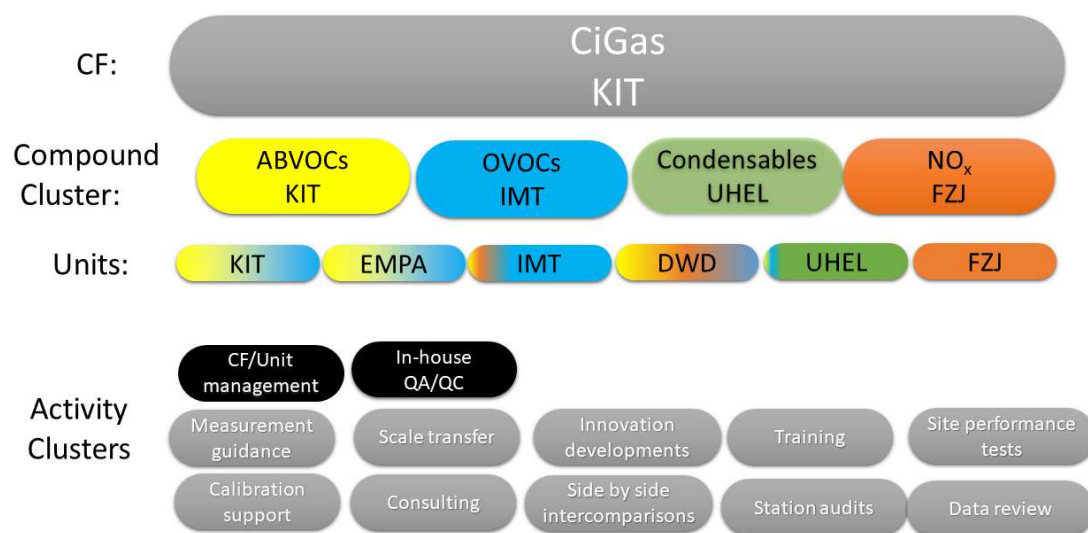 CF:
CiGas
KIT
Compound
Cluster:
ABVOCs
KIT
OVOCs
IMT
Condensables
UHEL
NOx
FZJ
Units:
KIT
EMPA
IMT
DWD
UHEL
FZJ
Activity
Clusters
CF/Unit
management
In-house
QA/QC
Measurement
guidance
Scale transfer
Innovation
developments
Training
Site performance
tests
Calibration
support
Consulting
Side by side
intercomparisons
Station audits
Data review